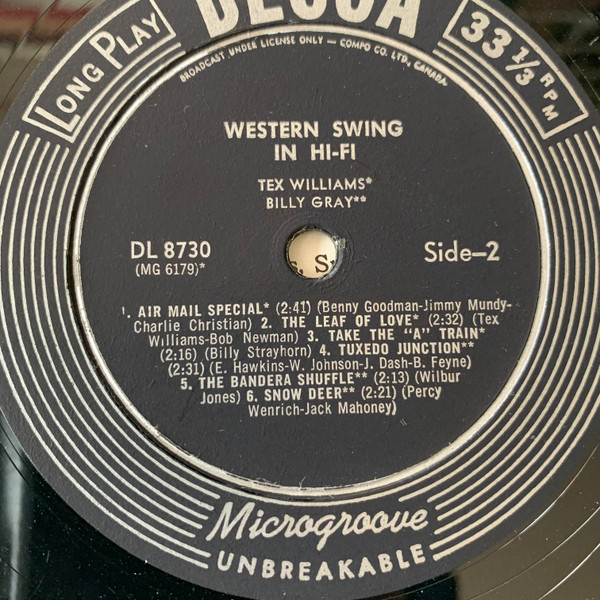 DECCA
LONG PLAY
33 1/3 RPM
BROADCAST UNDER LICENSE ONLY — COMPO CO. LTD., CANADA.
WESTERN SWING
IN HI-FI
TEX WILLIAMS*
BILLY GRAY**
DL 8730
(MG 6179)*
Side-2
1. AIR MAIL SPECIAL* (2:41) (Benny Goodman-Jimmy Mundy-
Charlie Christian) 2. THE LEAF OF LOVE* (2:32) (Tex
Williams-Bob Newman) 3. TAKE THE "A" TRAIN*
(2:16) (Billy Strayhorn) 4. TUXEDO JUNCTION**
(2:31) (E. Hawkins-W. Johnson-J. Dash-B. Feyne)
5. THE BANDERA SHUFFLE** (2:13) (Wilbur
Jones) 6. SNOW DEER** (2:21) (Percy
Wenrich-Jack Mahoney)
Microgroove
UNBREAKABLE